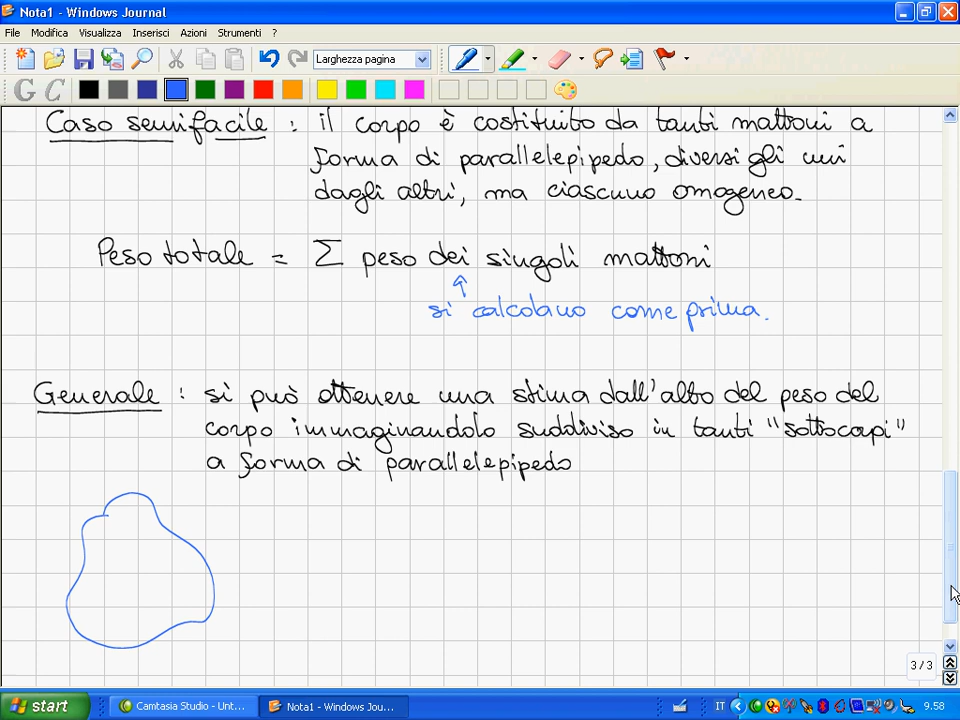 Nota1 - Windows Journal
File Modifica Visualizza Inserisci Azioni Strumenti ?
Larghezza pagina
G C
Caso semifacile : il corpo è costituito da tanti mattoni a
forma di parallelepipedo, diversi gli uni
dagli altri, ma ciascuno omogeneo.
Peso totale = Σ peso dei singoli mattoni
↑
si calcolano come prima.
Generale : si può ottenere una stima dall'alto del peso del
corpo immaginandolo suddiviso in tanti "sottocorpi"
a forma di parallelepipedo
3 / 3
start Camtasia Studio - Unt... Nota1 - Windows Jou... IT 9.58